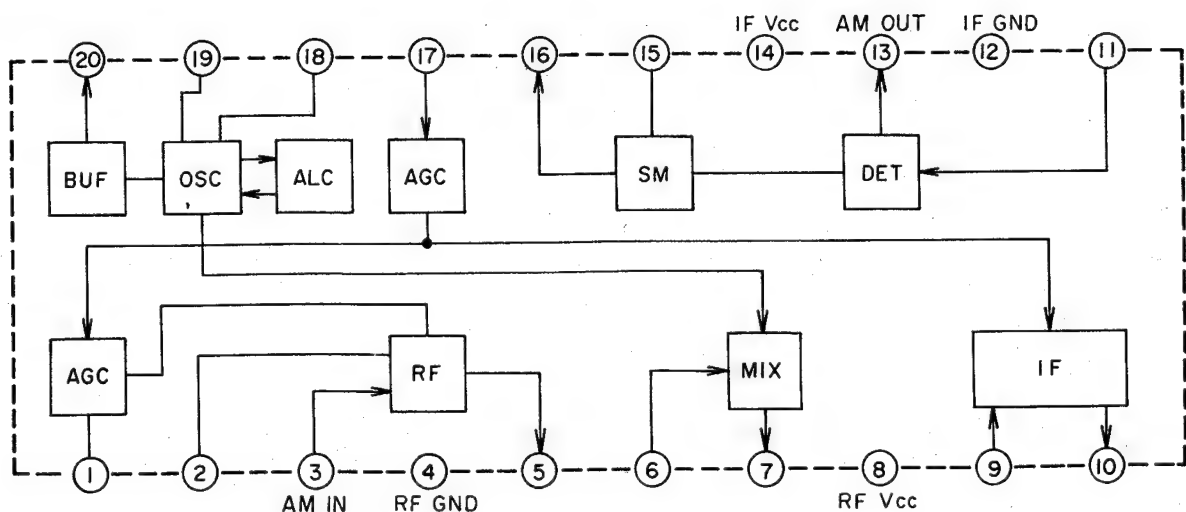 IF Vcc AM OUT IF GND
20 19 18 17 16 15 14 13 12 11
BUF OSC ALC AGC SM DET
AGC RF MIX IF
1 2 3 4 5 6 7 8 9 10
AM IN RF GND RF Vcc